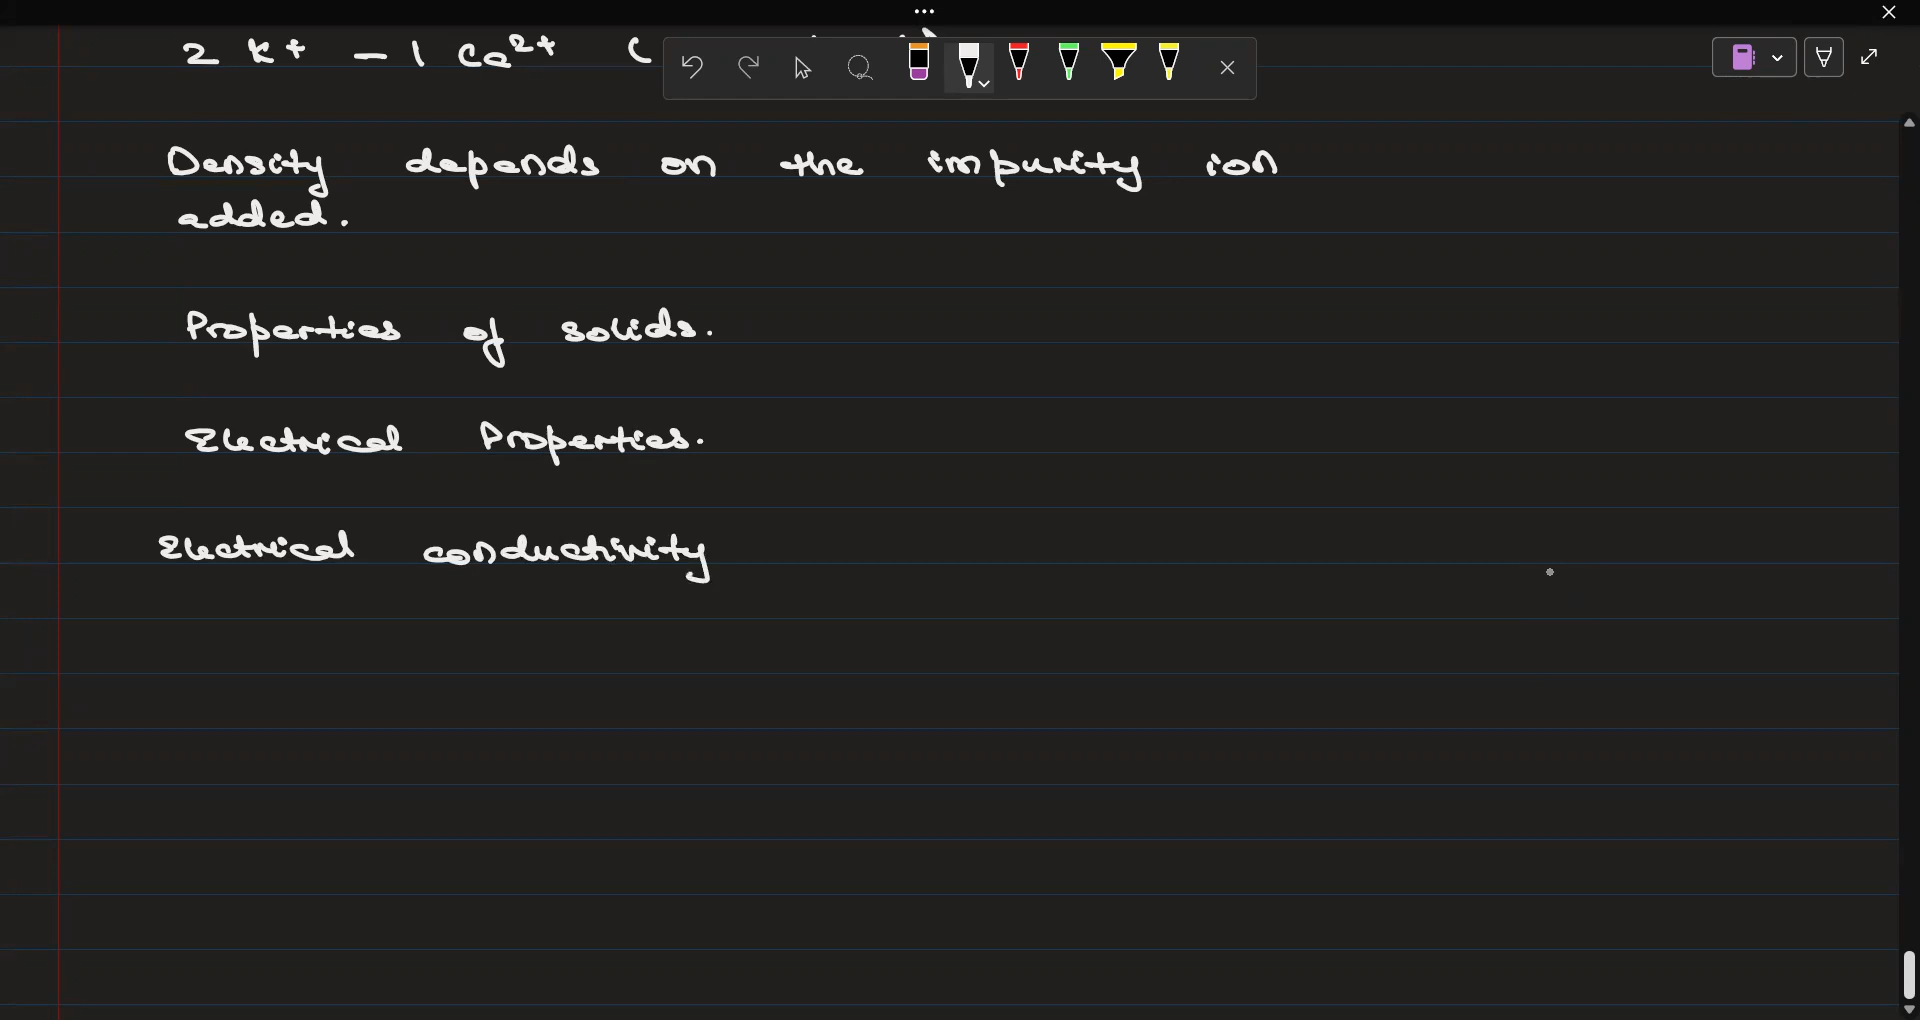 2 K+ - 1 Ca2+ (
Density depends on the impurity ion
added.
Properties of solids.
Electrical Properties.
Electrical conductivity